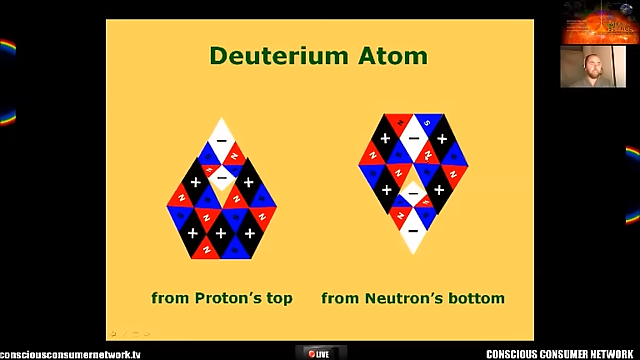 Deuterium Atom
from Proton's top
from Neutron's bottom
LIVE
consciousconsumernetwork.tv
CONSCIOUS CONSUMER NETWORK